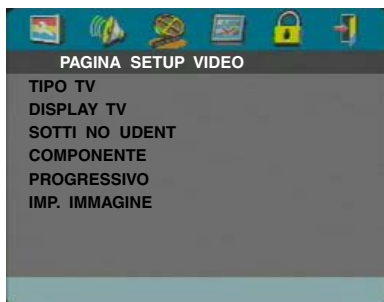 PAGINA SETUP VIDEO
TIPO TV
DISPLAY TV
SOTTI NO UDENT
COMPONENTE
PROGRESSIVO
IMP. IMMAGINE